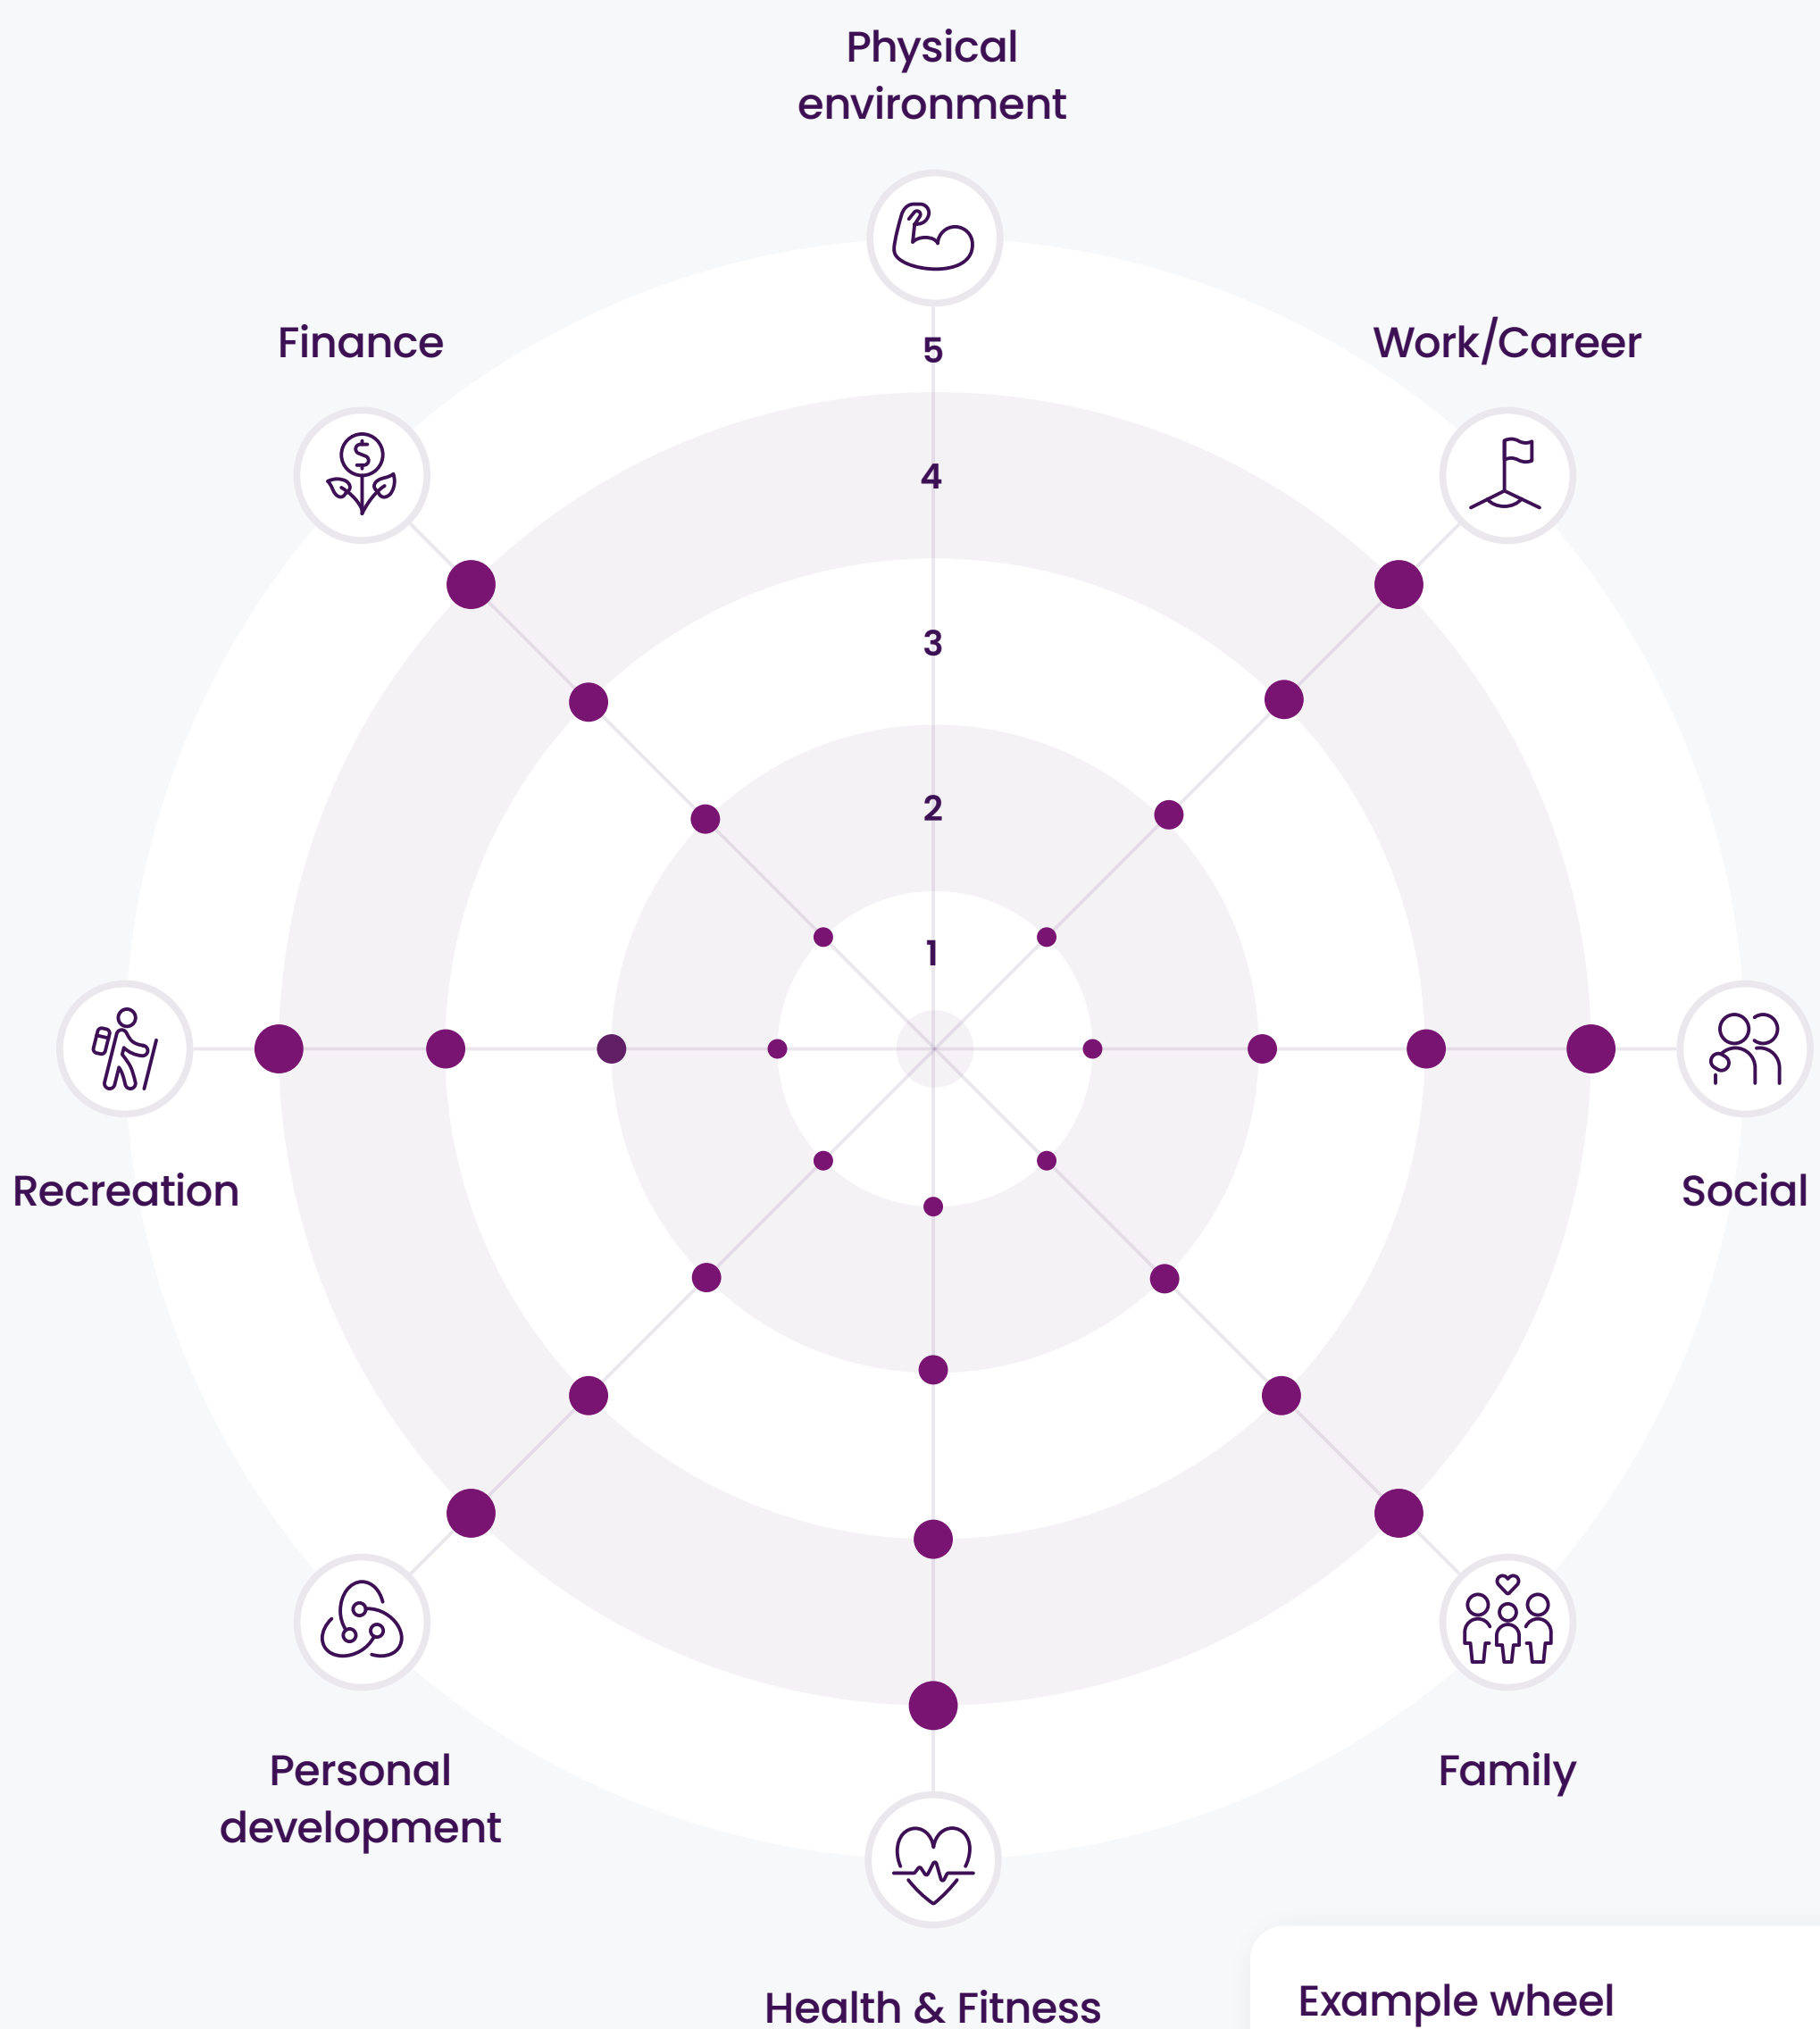 Physical
environment
Finance
Work/Career
5
4
3
2
1
Recreation
Social
Personal
development
Family
Health & Fitness
Example wheel